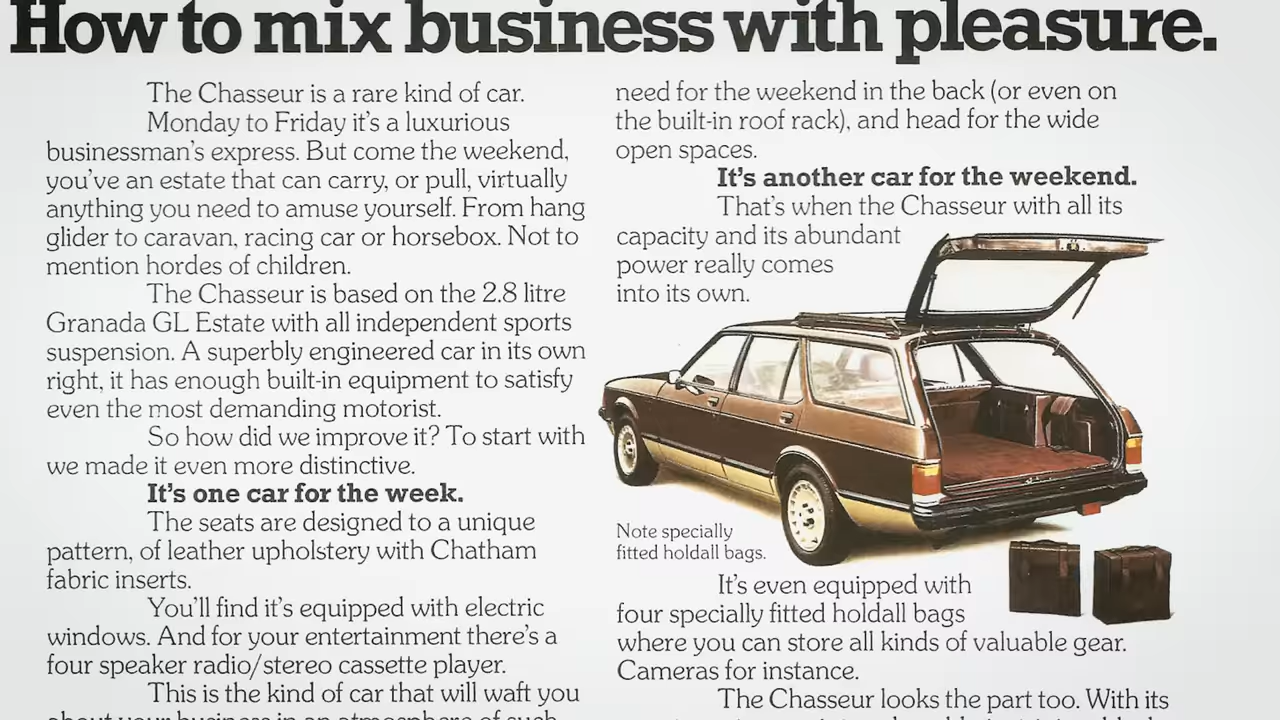 How to mix business with pleasure.
The Chasseur is a rare kind of car.
Monday to Friday it's a luxurious
businessman's express. But come the weekend,
you've an estate that can carry, or pull, virtually
anything you need to amuse yourself. From hang
glider to caravan, racing car or horsebox. Not to
mention hordes of children.
The Chasseur is based on the 2.8 litre
Granada GL Estate with all independent sports
suspension. A superbly engineered car in its own
right, it has enough built-in equipment to satisfy
even the most demanding motorist.
So how did we improve it? To start with
we made it even more distinctive.
It's one car for the week.
The seats are designed to a unique
pattern, of leather upholstery with Chatham
fabric inserts.
You'll find it's equipped with electric
windows. And for your entertainment there's a
four speaker radio/stereo cassette player.
This is the kind of car that will waft you
about your business in an atmosphere of such
need for the weekend in the back (or even on
the built-in roof rack), and head for the wide
open spaces.
It's another car for the weekend.
That's when the Chasseur with all its
capacity and its abundant
power really comes
into its own.
Note specially
fitted holdall bags.
It's even equipped with
four specially fitted holdall bags
where you can store all kinds of valuable gear.
Cameras for instance.
The Chasseur looks the part too. With its